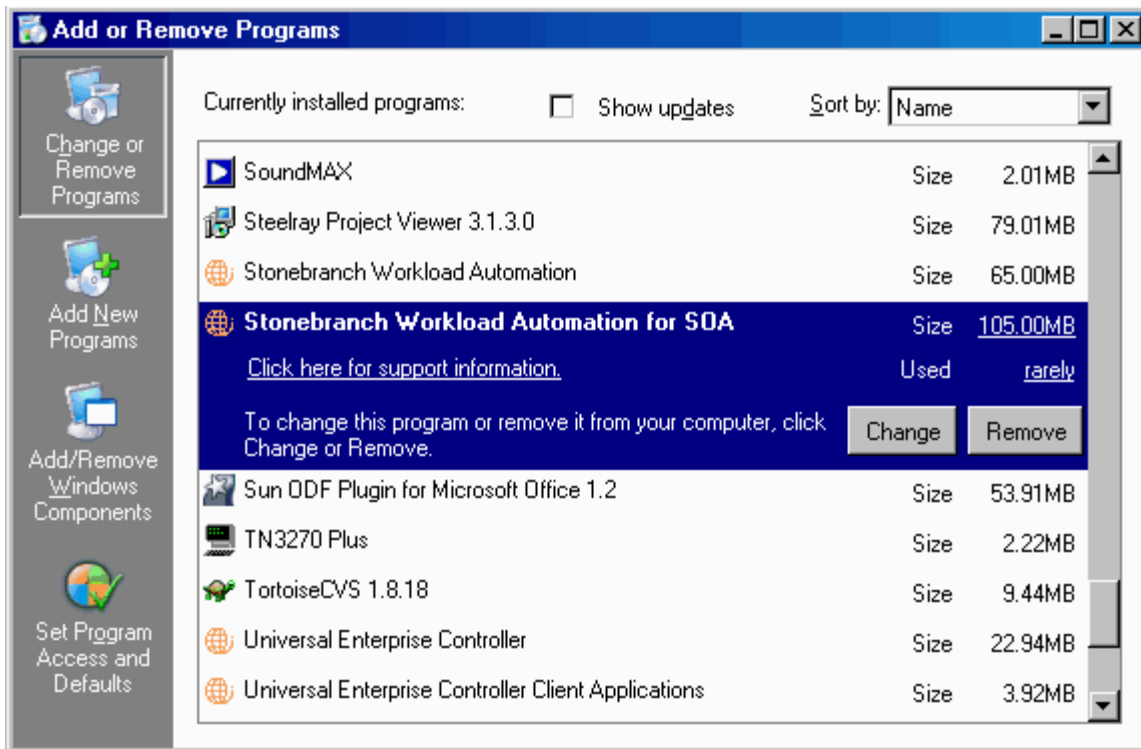 Add or Remove Programs
Change or
Remove
Programs
Add New
Programs
Add/Remove
Windows
Components
Set Program
Access and
Defaults
Currently installed programs: Show updates Sort by: Name
SoundMAX Size 2.01MB
Steelray Project Viewer 3.1.3.0 Size 79.01MB
Stonebranch Workload Automation Size 65.00MB
Stonebranch Workload Automation for SOA Size 105.00MB
Click here for support information. Used rarely
To change this program or remove it from your computer, click
Change or Remove.
Change Remove
Sun ODF Plugin for Microsoft Office 1.2 Size 53.91MB
TN3270 Plus Size 2.22MB
TortoiseCVS 1.8.18 Size 9.44MB
Universal Enterprise Controller Size 22.94MB
Universal Enterprise Controller Client Applications Size 3.92MB